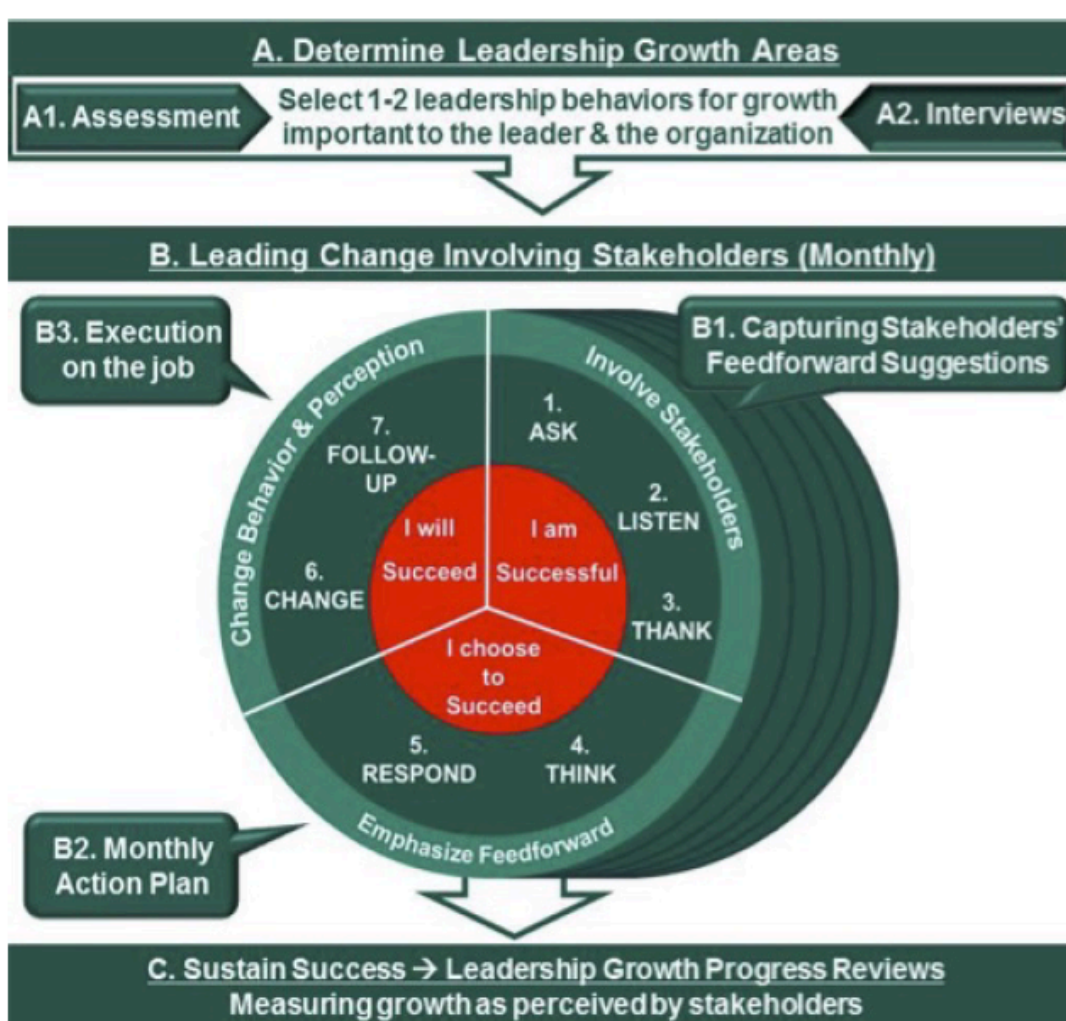 A. Determine Leadership Growth Areas
A1. Assessment
Select 1-2 leadership behaviors for growth
important to the leader & the organization
A2. Interviews
B. Leading Change Involving Stakeholders (Monthly)
B3. Execution
on the job
B1. Capturing Stakeholders'
Feedforward Suggestions
Change Behavior & Perception
Involve Stakeholders
1.
ASK
2.
LISTEN
3.
THANK
4.
THINK
5.
RESPOND
6.
CHANGE
7.
FOLLOW-
UP
I will
Succeed
I am
Successful
I choose
to
Succeed
Emphasize Feedforward
B2. Monthly
Action Plan
C. Sustain Success → Leadership Growth Progress Reviews
Measuring growth as perceived by stakeholders